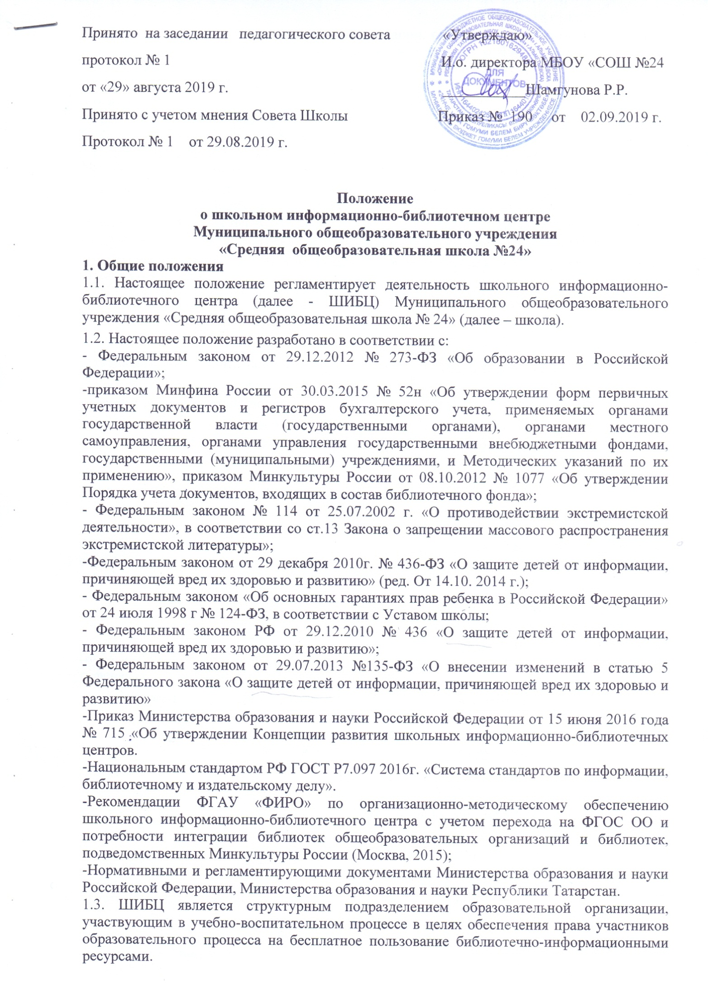 Принято на заседании педагогического совета «Утверждаю»
протокол № 1 И.о. директора МБОУ «СОШ №24
от «29» августа 2019 г. ___________Шамгунова Р.Р.
Принято с учетом мнения Совета Школы Приказ № 190 от 02.09.2019 г.
Протокол № 1 от 29.08.2019 г.
ДЛЯ
ДОКУМЕНТОВ
Положение
о школьном информационно-библиотечном центре
Муниципального общеобразовательного учреждения
«Средняя общеобразовательная школа №24»
1. Общие положения
1.1. Настоящее положение регламентирует деятельность школьного информационно-
библиотечного центра (далее - ШИБЦ) Муниципального общеобразовательного
учреждения «Средняя общеобразовательная школа № 24» (далее – школа).
1.2. Настоящее положение разработано в соответствии с:
- Федеральным законом от 29.12.2012 № 273-ФЗ «Об образовании в Российской
Федерации»;
-приказом Минфина России от 30.03.2015 № 52н «Об утверждении форм первичных
учетных документов и регистров бухгалтерского учета, применяемых органами
государственной власти (государственными органами), органами местного
самоуправления, органами управления государственными внебюджетными фондами,
государственными (муниципальными) учреждениями, и Методических указаний по их
применению», приказом Минкультуры России от 08.10.2012 № 1077 «Об утверждении
Порядка учета документов, входящих в состав библиотечного фонда»;
- Федеральным законом № 114 от 25.07.2002 г. «О противодействии экстремистской
деятельности», в соответствии со ст.13 Закона о запрещении массового распространения
экстремистской литературы»;
-Федеральным законом от 29 декабря 2010г. № 436-ФЗ «О защите детей от информации,
причиняющей вред их здоровью и развитию» (ред. От 14.10. 2014 г.);
- Федеральным законом «Об основных гарантиях прав ребенка в Российской Федерации»
от 24 июля 1998 г № 124-ФЗ, в соответствии с Уставом школы;
- Федеральным законом РФ от 29.12.2010 № 436 «О защите детей от информации,
причиняющей вред их здоровью и развитию»;
- Федеральным законом от 29.07.2013 №135-ФЗ «О внесении изменений в статью 5
Федерального закона «О защите детей от информации, причиняющей вред их здоровью и
развитию»
-Приказ Министерства образования и науки Российской Федерации от 15 июня 2016 года
№ 715 «Об утверждении Концепции развития школьных информационно-библиотечных
центров.
-Национальным стандартом РФ ГОСТ Р7.097 2016г. «Система стандартов по информации,
библиотечному и издательскому делу».
-Рекомендации ФГАУ «ФИРО» по организационно-методическому обеспечению
школьного информационно-библиотечного центра с учетом перехода на ФГОС ОО и
потребности интеграции библиотек общеобразовательных организаций и библиотек,
подведомственных Минкультуры России (Москва, 2015);
-Нормативными и регламентирующими документами Министерства образования и науки
Российской Федерации, Министерства образования и науки Республики Татарстан.
1.3. ШИБЦ является структурным подразделением образовательной организации,
участвующим в учебно-воспитательном процессе в целях обеспечения права участников
образовательного процесса на бесплатное пользование библиотечно-информационными
ресурсами.